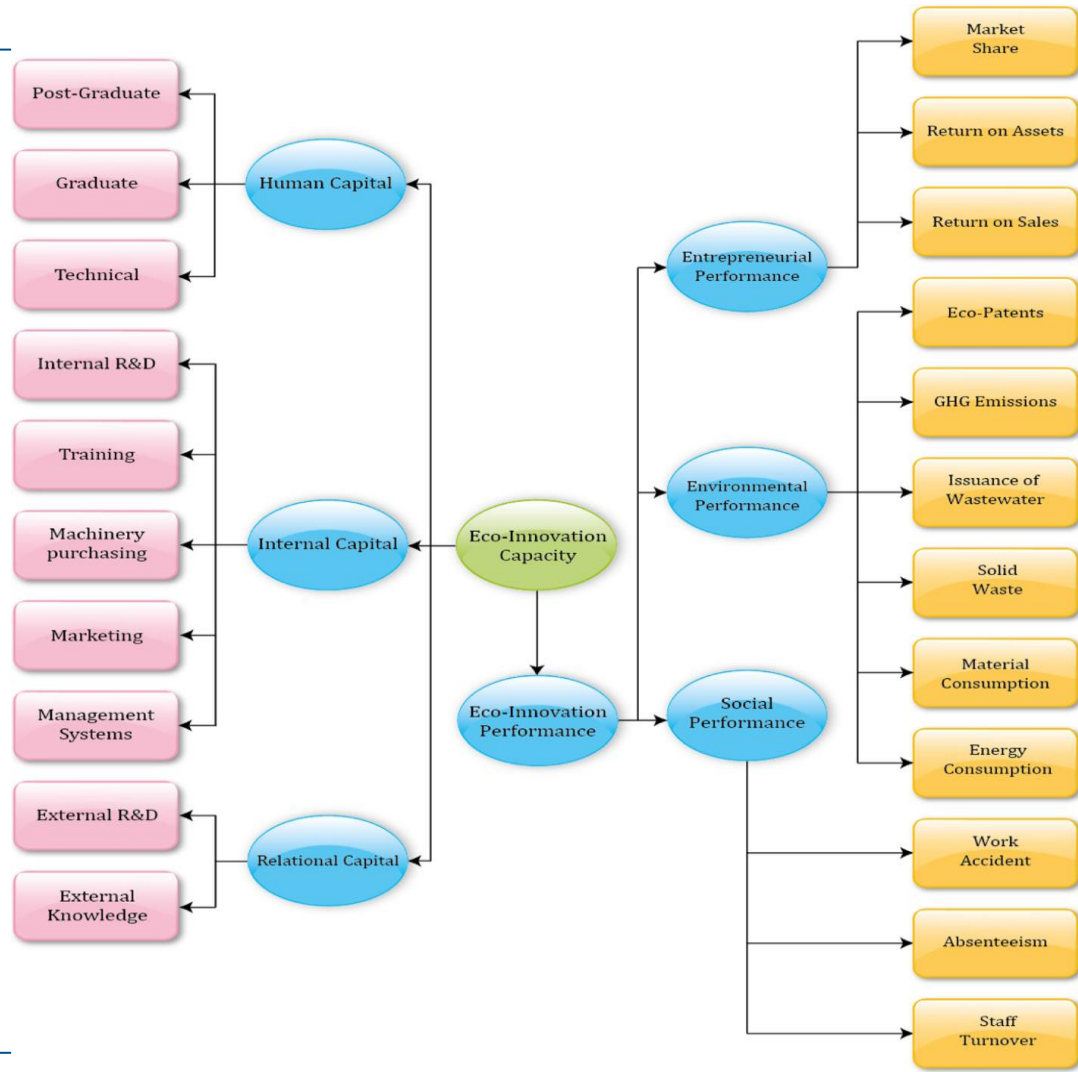 Post-Graduate
Graduate
Technical
Internal R&D
Training
Machinery
purchasing
Marketing
Management
Systems
External R&D
External
Knowledge
Human Capital
Internal Capital
Relational Capital
Eco-Innovation
Capacity
Eco-Innovation
Performance
Entrepreneurial
Performance
Environmental
Performance
Social
Performance
Market
Share
Return on Assets
Return on Sales
Eco-Patents
GHG Emissions
Issuance of
Wastewater
Solid
Waste
Material
Consumption
Energy
Consumption
Work
Accident
Absenteeism
Staff
Turnover